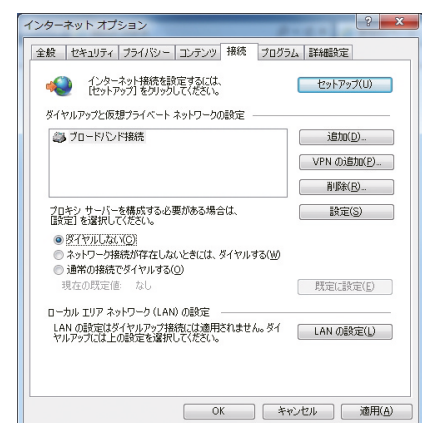 インターネット オプション
全般 セキュリティ プライバシー コンテンツ 接続 プログラム 詳細設定
インターネット接続を設定するには、
[セットアップ] をクリックしてください。
セットアップ(U)
ダイヤルアップと仮想プライベート ネットワークの設定
ブロードバンド接続
追加(D)...
VPN の追加(P)...
削除(R)...
プロキシ サーバーを構成する必要がある場合は、
[設定] を選択してください。
設定(S)
ダイヤルしない(C)
ネットワーク接続が存在しないときには、ダイヤルする(W)
通常の接続でダイヤルする(O)
現在の既定値: なし
既定に設定(E)
ローカル エリア ネットワーク (LAN) の設定
LAN の設定はダイヤルアップ接続には適用されません。ダイ
ヤルアップには上の設定を選択してください。
LAN の設定(L)
OK キャンセル 適用(A)